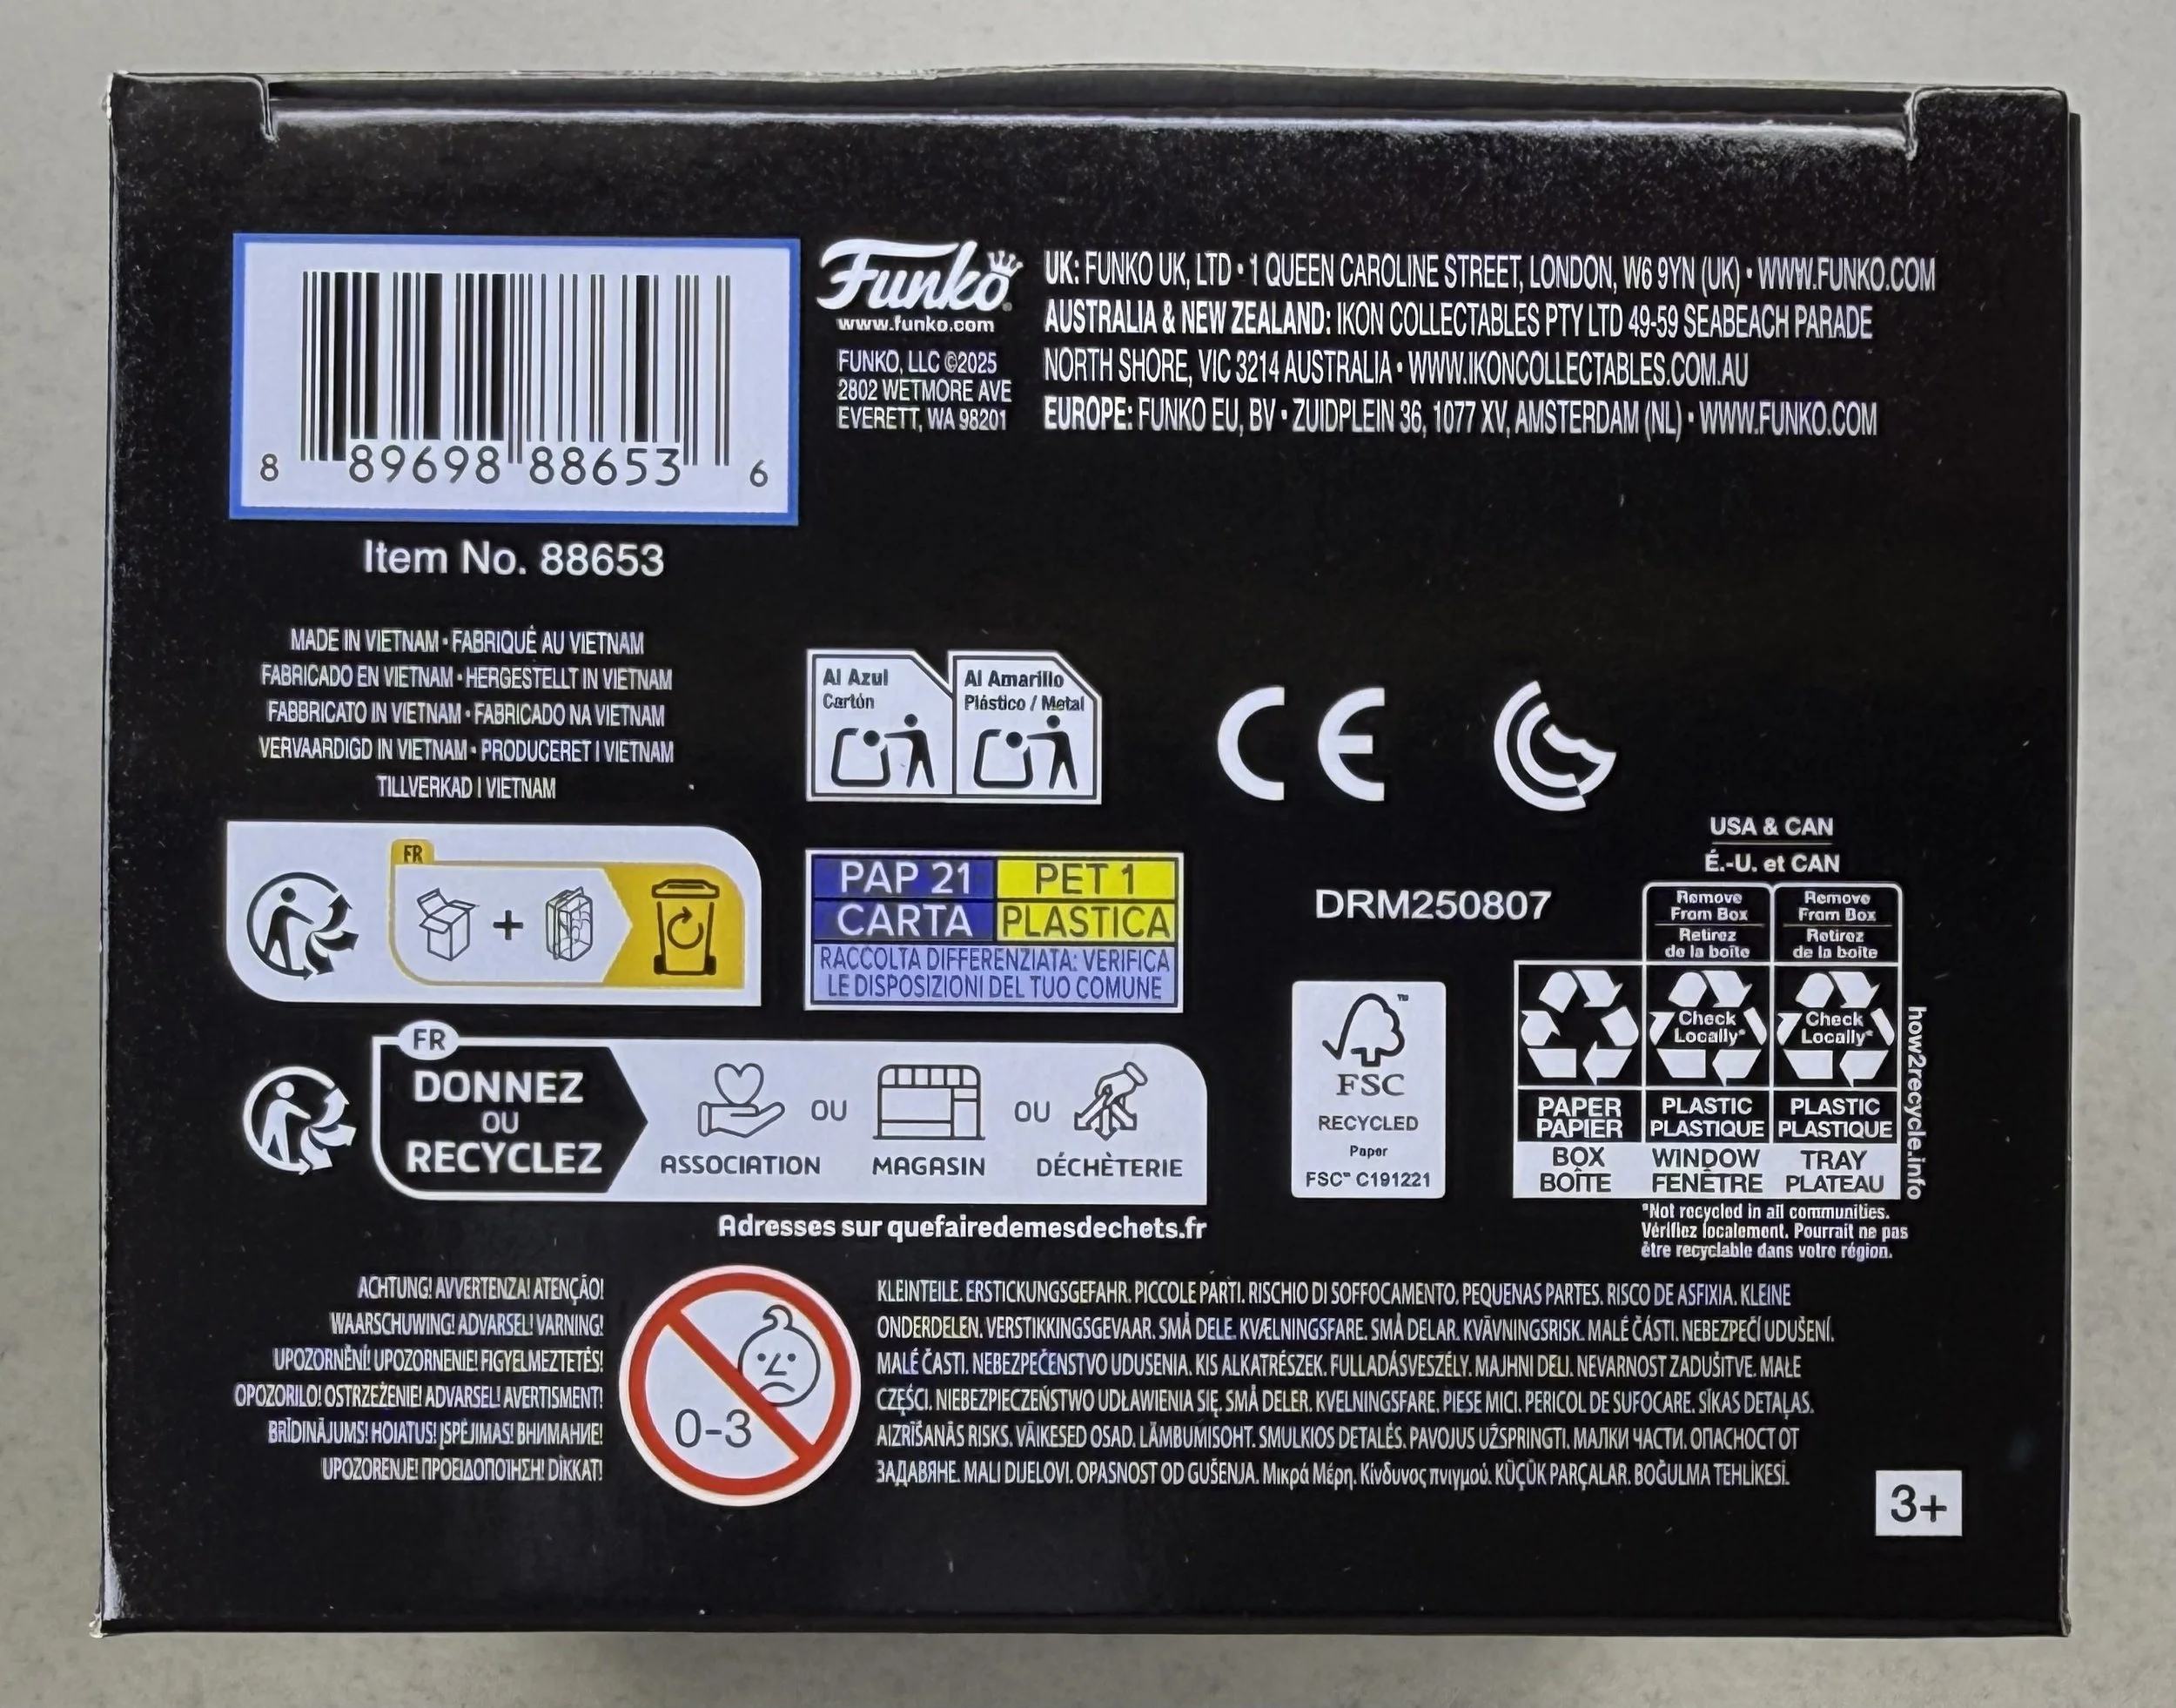 8 89698 88653 6
Item No. 88653
Funko
www.funko.com
FUNKO, LLC ©2025
2802 WETMORE AVE
EVERETT, WA 98201
UK: FUNKO UK, LTD • 1 QUEEN CAROLINE STREET, LONDON, W6 9YN (UK) • WWW.FUNKO.COM
AUSTRALIA & NEW ZEALAND: IKON COLLECTABLES PTY LTD 49-59 SEABEACH PARADE
NORTH SHORE, VIC 3214 AUSTRALIA • WWW.IKONCOLLECTABLES.COM.AU
EUROPE: FUNKO EU, BV • ZUIDPLEIN 36, 1077 XV, AMSTERDAM (NL) • WWW.FUNKO.COM
MADE IN VIETNAM • FABRIQUÉ AU VIETNAM
FABRICADO EN VIETNAM • HERGESTELLT IN VIETNAM
FABBRICATO IN VIETNAM • FABRICADO NA VIETNAM
VERVAARDIGD IN VIETNAM • PRODUCERET I VIETNAM
TILLVERKAD I VIETNAM
Al Azul
Cartón
Al Amarillo
Plástico / Metal
CE
FR
+
PAP 21
PET 1
CARTA
PLASTICA
RACCOLTA DIFFERENZIATA: VERIFICA
LE DISPOSIZIONI DEL TUO COMUNE
DRM250807
USA & CAN
É.-U. et CAN
Remove
From Box
Retirez
de la boîte
Remove
From Box
Retirez
de la boîte
Check
Locally*
Check
Locally*
PAPER
PAPIER
PLASTIC
PLASTIQUE
PLASTIC
PLASTIQUE
BOX
BOÎTE
WINDOW
FENÊTRE
TRAY
PLATEAU
how2recycle.info
*Not recycled in all communities.
Vérifiez localement. Pourrait ne pas
être recyclable dans votre région.
FSC
RECYCLED
Paper
FSC™ C191221
FR
DONNEZ
OU
RECYCLEZ
ASSOCIATION
OU
MAGASIN
OU
DÉCHÈTERIE
Adresses sur quefairedemesdechets.fr
ACHTUNG! AVVERTENZA! ATENÇÃO!
WAARSCHUWING! ADVARSEL! VARNING!
UPOZORNĚNÍ! UPOZORNENIE! FIGYELMEZTETÉS!
OPOZORILO! OSTRZEŻENIE! ADVARSEL! AVERTISMENT!
BRĪDINĀJUMS! HOIATUS! ĮSPĖJIMAS! ВНИМАНИЕ!
UPOZORENJE! ΠΡΟΕΙΔΟΠΟΙΗΣΗ! DİKKAT!
0-3
KLEINTEILE. ERSTICKUNGSGEFAHR. PICCOLE PARTI. RISCHIO DI SOFFOCAMENTO. PEQUENAS PARTES. RISCO DE ASFIXIA. KLEINE
ONDERDELEN. VERSTIKKINGSGEVAAR. SMÅ DELE. KVÆLNINGSFARE. SMÅ DELAR. KVÄVNINGSRISK. MALÉ ČÁSTI. NEBEZPEČÍ UDUŠENÍ.
MALÉ ČASTI. NEBEZPEČENSTVO UDUSENIA. KIS ALKATRÉSZEK. FULLADÁSVESZÉLY. MAJHNI DELI. NEVARNOST ZADUŠITVE. MAŁE
CZĘŚCI. NIEBEZPIECZEŃSTWO UDŁAWIENIA SIĘ. SMÅ DELER. KVELNINGSFARE. PIESE MICI. PERICOL DE SUFOCARE. SĪKAS DETAĻAS.
AIZRĪŠANĀS RISKS. VÄIKESED OSAD. LÄMBUMISOHT. SMULKIOS DETALĖS. PAVOJUS UŽSPRINGTI. МАЛКИ ЧАСТИ. ОПАСНОСТ ОТ
ЗАДАВЯНЕ. MALI DIJELOVI. OPASNOST OD GUŠENJA. Μικρά Μέρη. Κίνδυνος πνιγμού. KÜÇÜK PARÇALAR. BOĞULMA TEHLİKESİ.
3+